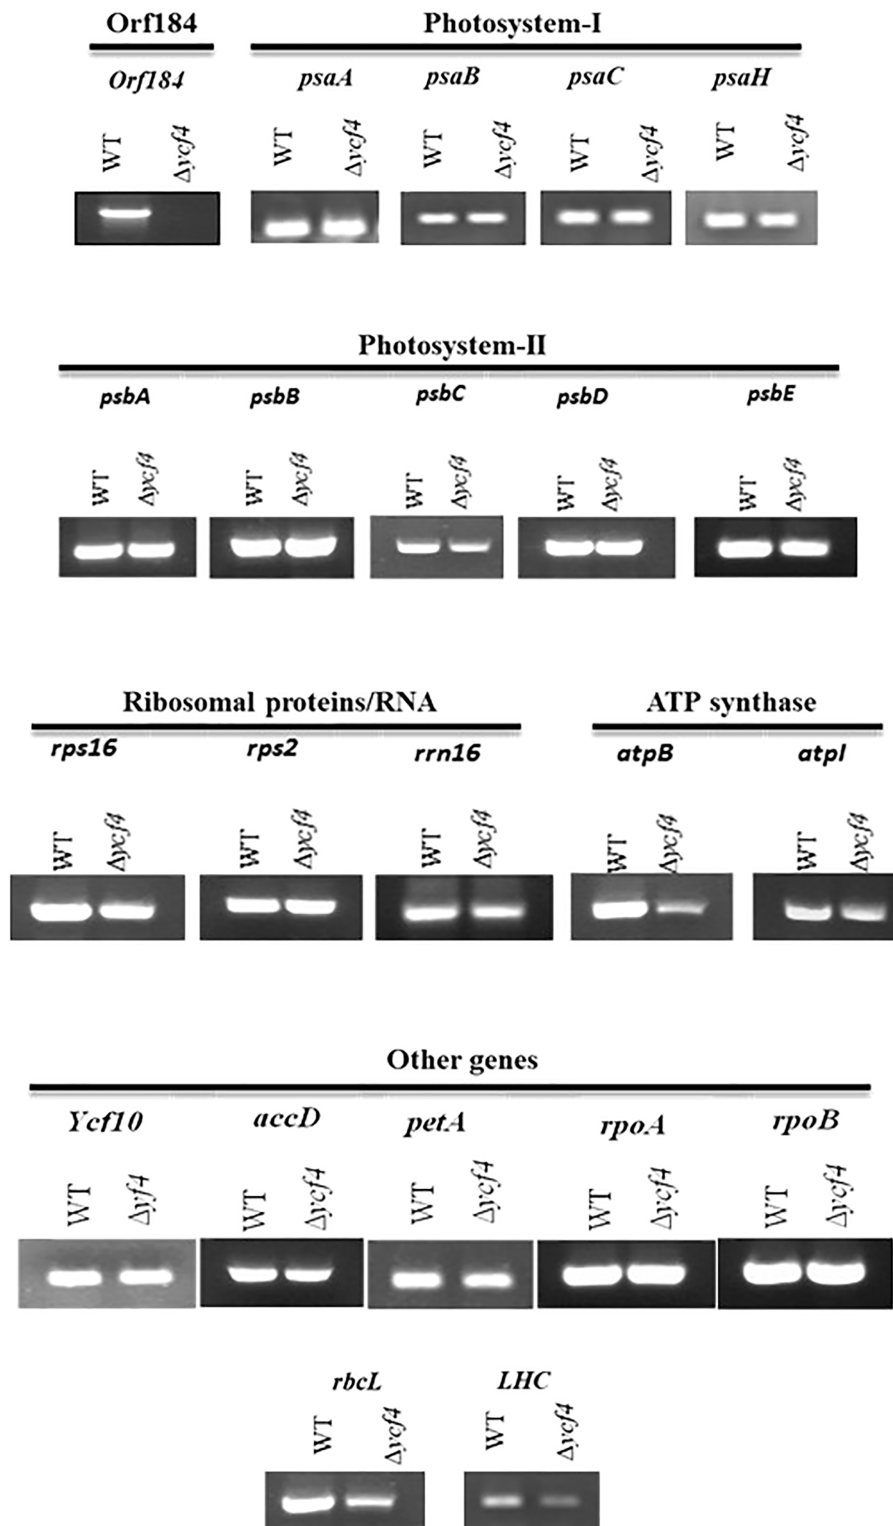 Orf184 Photosystem-I
Orf184 psaA psaB psaC psaH
WT Δycf4 WT Δycf4 WT Δycf4 WT Δycf4 WT Δycf4
Photosystem-II
psbA psbB psbC psbD psbE
WT Δycf4 WT Δycf4 WT Δycf4 WT Δycf4 WT Δycf4
Ribosomal proteins/RNA ATP synthase
rps16 rps2 rrn16 atpB atpI
WT Δycf4 WT Δycf4 WT Δycf4 WT Δycf4 WT Δycf4
Other genes
Ycf10 accD petA rpoA rpoB
WT Δyf4 WT Δycf4 WT Δycf4 WT Δycf4 WT Δycf4
rbcL LHC
WT Δycf4 WT Δycf4